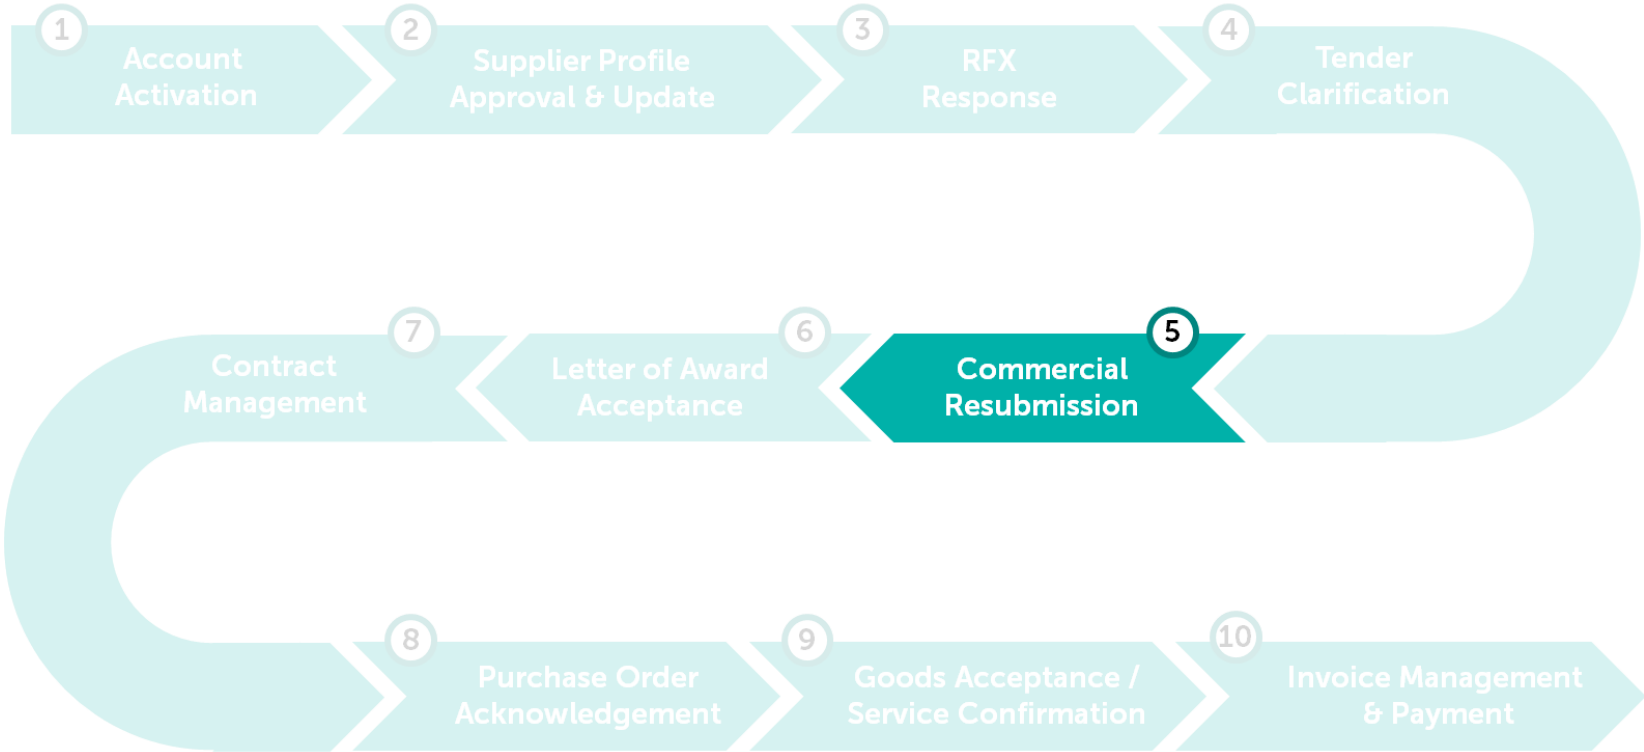 1
Account
Activation
2
Supplier Profile
Approval & Update
3
RFX
Response
4
Tender
Clarification
5
Commercial
Resubmission
6
Letter of Award
Acceptance
7
Contract
Management
8
Purchase Order
Acknowledgement
9
Goods Acceptance /
Service Confirmation
10
Invoice Management
& Payment